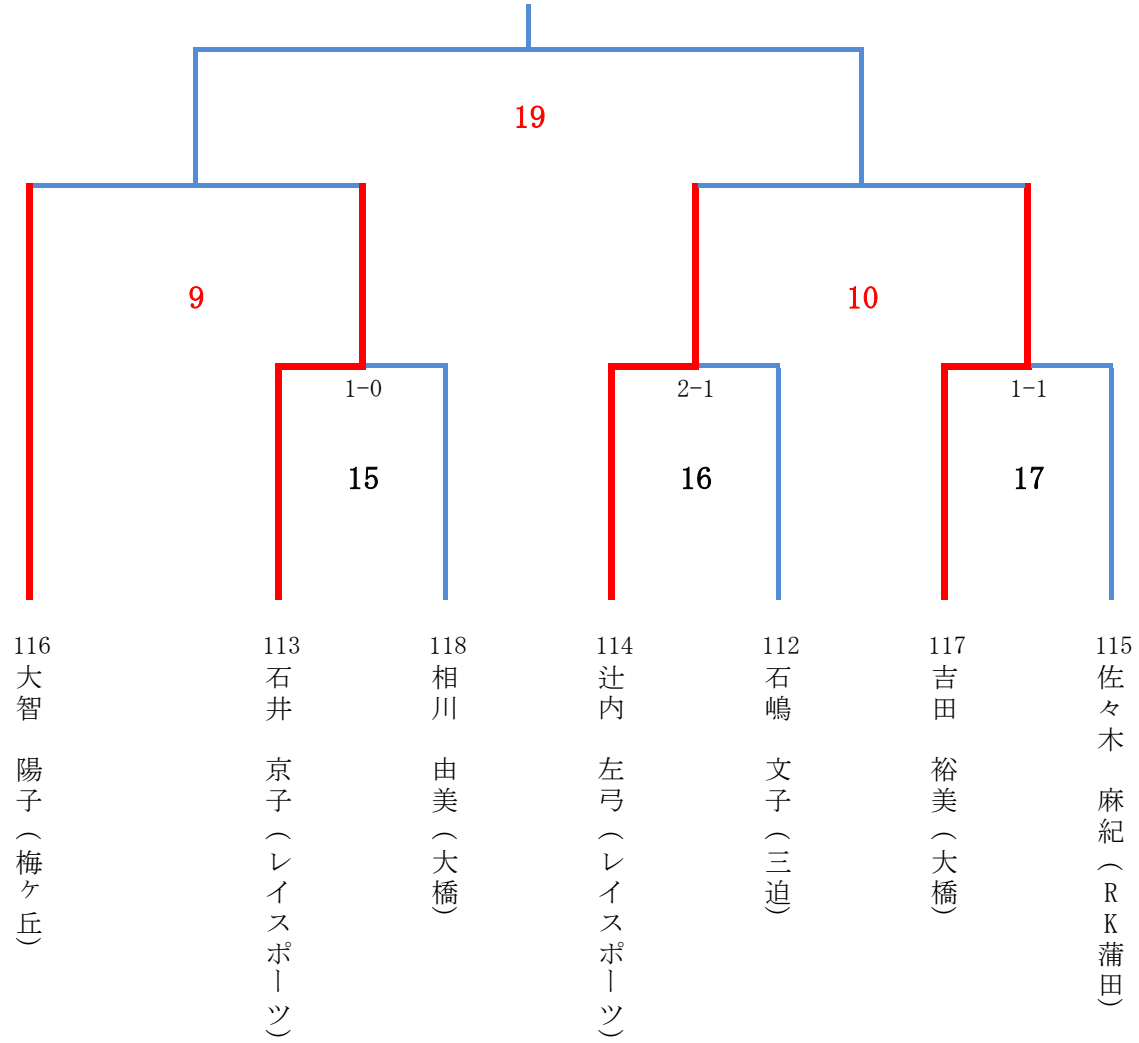 19
9
10
1-0
2-1
1-1
15
16
17
116
大智　陽子(梅ヶ丘)
113
石井　京子(レイスポーツ)
118
相川　由美(大橋)
114
辻内　左弓(レイスポーツ)
112
石嶋　文子(三迫)
117
吉田　裕美(大橋)
115
佐々木　麻紀(RK蒲田)